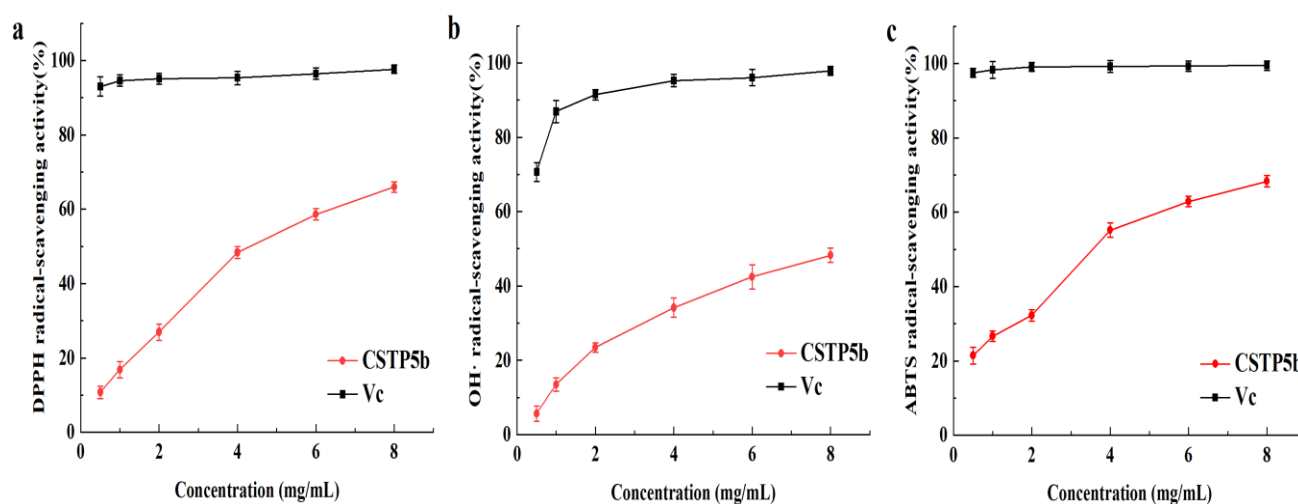 a
DPPH radical-scavenging activity(%)
100
80
60
40
20
0
0 2 4 6 8
Concentration (mg/mL)
CSTP5b
Vc
b
OH· radical-scavenging activity(%)
100
80
60
40
20
0
0 2 4 6 8
Concentration (mg/mL)
CSTP5b
Vc
c
ABTS radical-scavenging activity(%)
100
80
60
40
20
0
0 2 4 6 8
Concentration (mg/mL)
CSTP5b
Vc